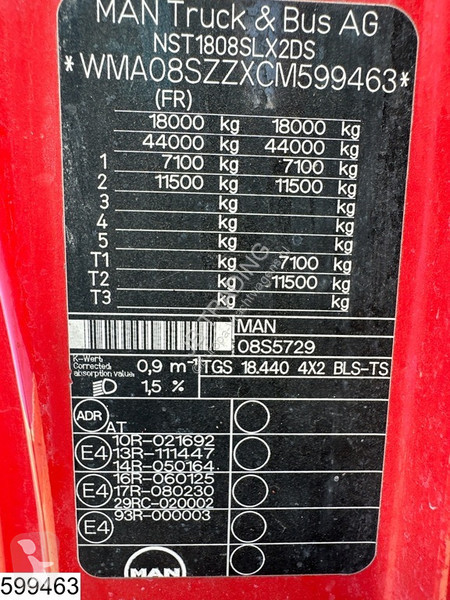 MAN Truck & Bus AG
NST1808SLX2DS
*WMA08SZZXCM599463*
(FR)
18000 kg 18000 kg
44000 kg 44000 kg
1 7100 kg 7100 kg
2 11500 kg 11500 kg
3 kg kg
4 kg kg
5 kg kg
T1 kg 7100 kg
T2 kg 11500 kg
T3 kg kg
MAN
08S5729
K-Wert:
Corrected absorption value: 0,9 m-1
1,5 %
TGS 18.440 4X2 BLS-TS
ADR
AT
E4 10R-021692
13R-111447
14R-050164
E4 16R-060125
17R-080230
29RC-020002
E4 93R-000003
MAN
599463